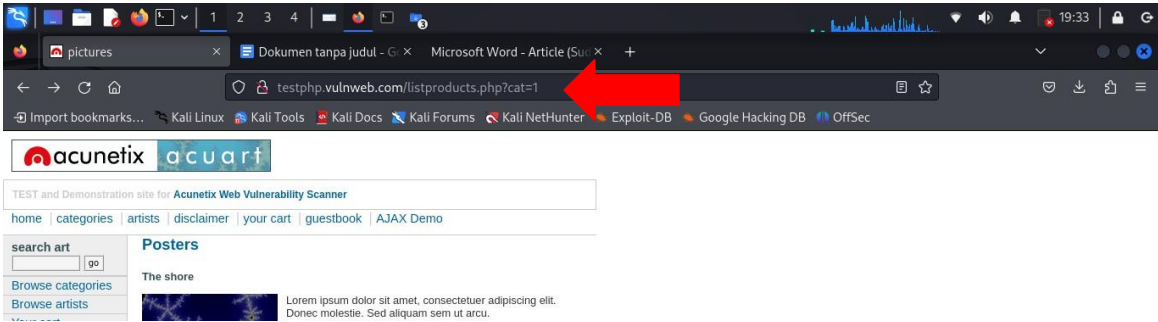 1 2 3 4 19:33
pictures Dokumen tanpa judul - Microsoft Word - Article
testphp.vulnweb.com/listproducts.php?cat=1
Import bookmarks... Kali Linux Kali Tools Kali Docs Kali Forums Kali NetHunter Exploit-DB Google Hacking DB OffSec
acunetix acuart
TEST and Demonstration site for Acunetix Web Vulnerability Scanner
home | categories | artists | disclaimer | your cart | guestbook | AJAX Demo
search art
go
Browse categories
Browse artists
Your cart
Posters
The shore
Lorem ipsum dolor sit amet, consectetuer adipiscing elit.
Donec molestie. Sed aliquam sem ut arcu.